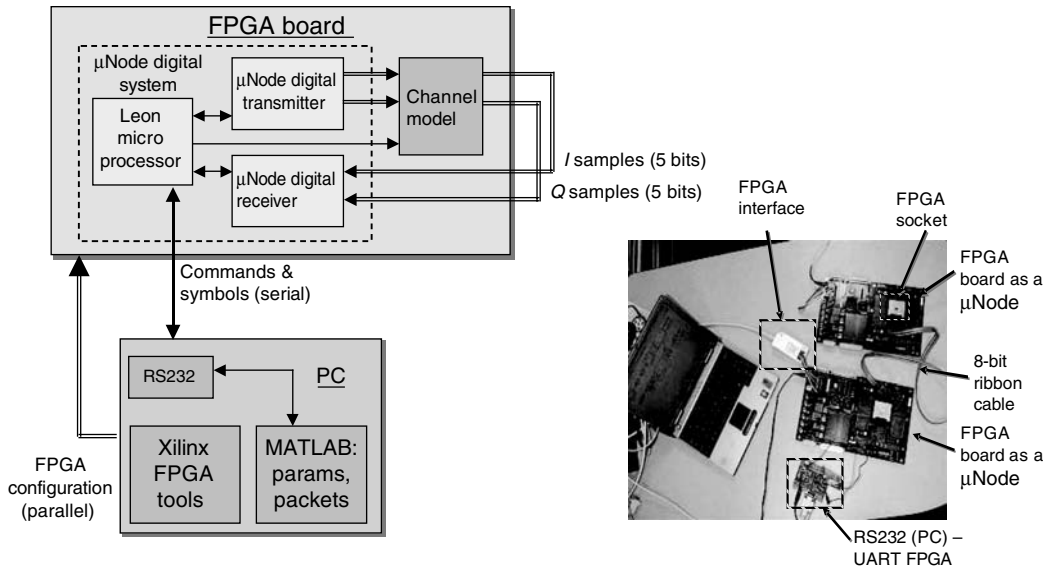 FPGA board
μNode digital
system
μNode digital
transmitter
Channel
model
Leon
micro
processor
μNode digital
receiver
I samples (5 bits)
Q samples (5 bits)
Commands &
symbols (serial)
RS232
PC
Xilinx
FPGA
tools
MATLAB:
params,
packets
FPGA
configuration
(parallel)
FPGA
interface
FPGA
socket
FPGA
board as a
μNode
8-bit
ribbon
cable
FPGA
board as a
μNode
RS232 (PC) –
UART FPGA